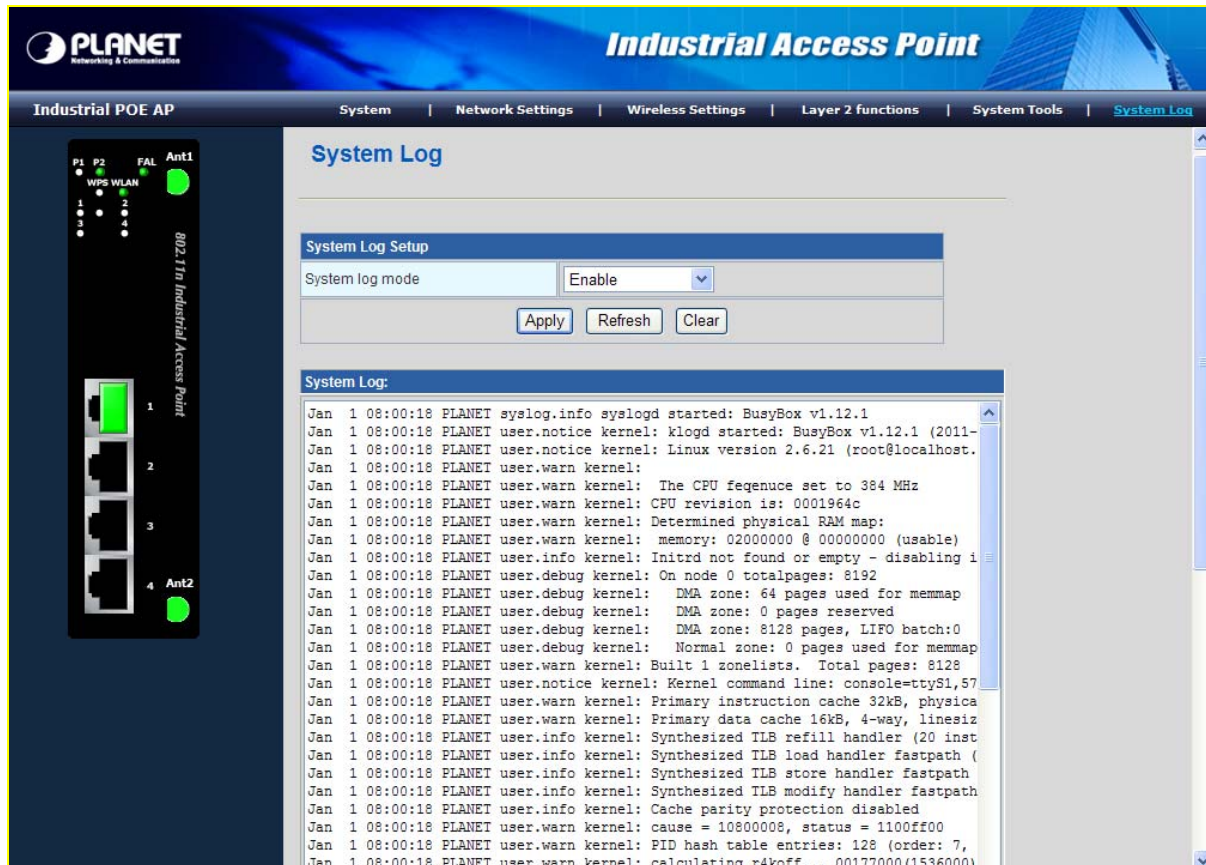 PLANET
Networking & Communication
Industrial Access Point
Industrial POE AP
System | Network Settings | Wireless Settings | Layer 2 functions | System Tools | System Log
P1 P2 FAL Ant1
WPS WLAN
1 2
3 4
802.11n Industrial Access Point
1
2
3
4 Ant2
System Log
System Log Setup
System log mode Enable
Apply Refresh Clear
System Log:
Jan 1 08:00:18 PLANET syslog.info syslogd started: BusyBox v1.12.1
Jan 1 08:00:18 PLANET user.notice kernel: klogd started: BusyBox v1.12.1 (2011-
Jan 1 08:00:18 PLANET user.notice kernel: Linux version 2.6.21 (root@localhost.
Jan 1 08:00:18 PLANET user.warn kernel:
Jan 1 08:00:18 PLANET user.warn kernel: The CPU feqenuce set to 384 MHz
Jan 1 08:00:18 PLANET user.warn kernel: CPU revision is: 0001964c
Jan 1 08:00:18 PLANET user.warn kernel: Determined physical RAM map:
Jan 1 08:00:18 PLANET user.warn kernel: memory: 02000000 @ 00000000 (usable)
Jan 1 08:00:18 PLANET user.info kernel: Initrd not found or empty - disabling i
Jan 1 08:00:18 PLANET user.debug kernel: On node 0 totalpages: 8192
Jan 1 08:00:18 PLANET user.debug kernel: DMA zone: 64 pages used for memmap
Jan 1 08:00:18 PLANET user.debug kernel: DMA zone: 0 pages reserved
Jan 1 08:00:18 PLANET user.debug kernel: DMA zone: 8128 pages, LIFO batch:0
Jan 1 08:00:18 PLANET user.debug kernel: Normal zone: 0 pages used for memmap
Jan 1 08:00:18 PLANET user.warn kernel: Built 1 zonelists. Total pages: 8128
Jan 1 08:00:18 PLANET user.notice kernel: Kernel command line: console=ttyS1,57
Jan 1 08:00:18 PLANET user.warn kernel: Primary instruction cache 32kB, physica
Jan 1 08:00:18 PLANET user.warn kernel: Primary data cache 16kB, 4-way, linesiz
Jan 1 08:00:18 PLANET user.info kernel: Synthesized TLB refill handler (20 inst
Jan 1 08:00:18 PLANET user.info kernel: Synthesized TLB load handler fastpath (
Jan 1 08:00:18 PLANET user.info kernel: Synthesized TLB store handler fastpath
Jan 1 08:00:18 PLANET user.info kernel: Synthesized TLB modify handler fastpath
Jan 1 08:00:18 PLANET user.info kernel: Cache parity protection disabled
Jan 1 08:00:18 PLANET user.warn kernel: cause = 10800008, status = 1100ff00
Jan 1 08:00:18 PLANET user.warn kernel: PID hash table entries: 128 (order: 7,
Jan 1 08:00:18 PLANET user.warn kernel: calculating r4koff... 00177000(1536000)